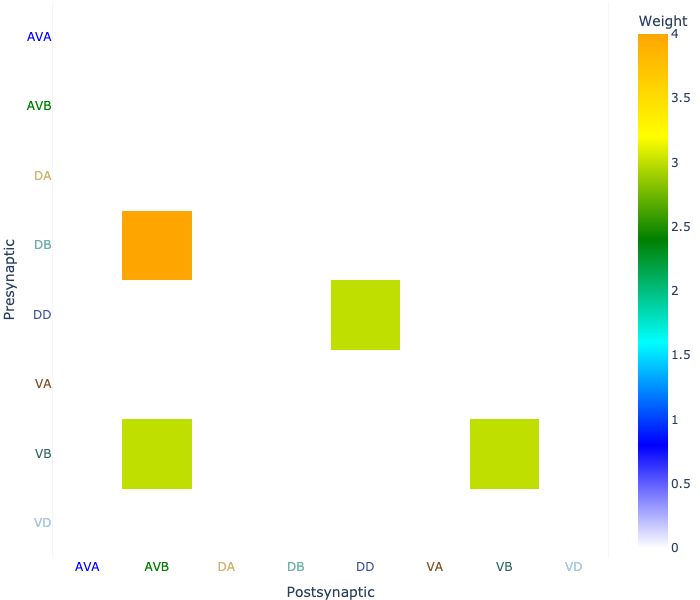 Weight
AVA
AVB
DA
DB
DD
VA
VB
VD
Presynaptic
AVA AVB DA DB DD VA VB VD
Postsynaptic
4
3.5
3
2.5
2
1.5
1
0.5
0